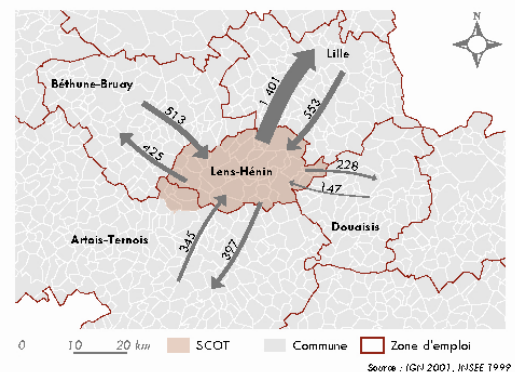 N
Lille
Béthune-Bruay
1 401
513
553
425
Lens-Hénin
228
147
Artois-Ternois
345
397
Douaisis
0 10 20 km SCOT Commune Zone d'emploi
Source : IGN 2001, INSEE 1999